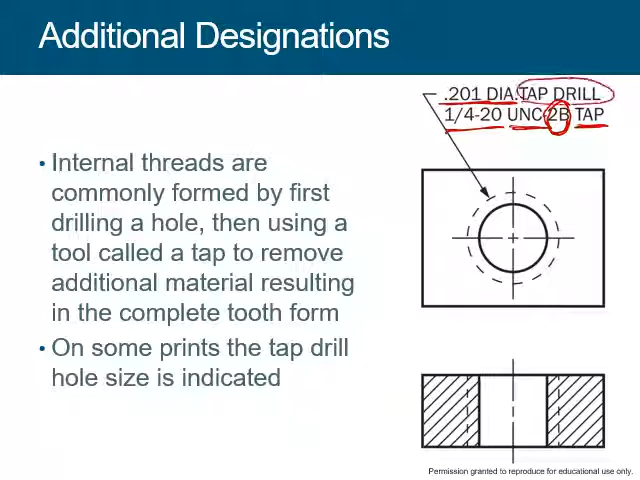 Additional Designations
.201 DIA.TAP DRILL
1/4-20 UNC-2B TAP
• Internal threads are
commonly formed by first
drilling a hole, then using a
tool called a tap to remove
additional material resulting
in the complete tooth form
• On some prints the tap drill
hole size is indicated
Permission granted to reproduce for educational use only.